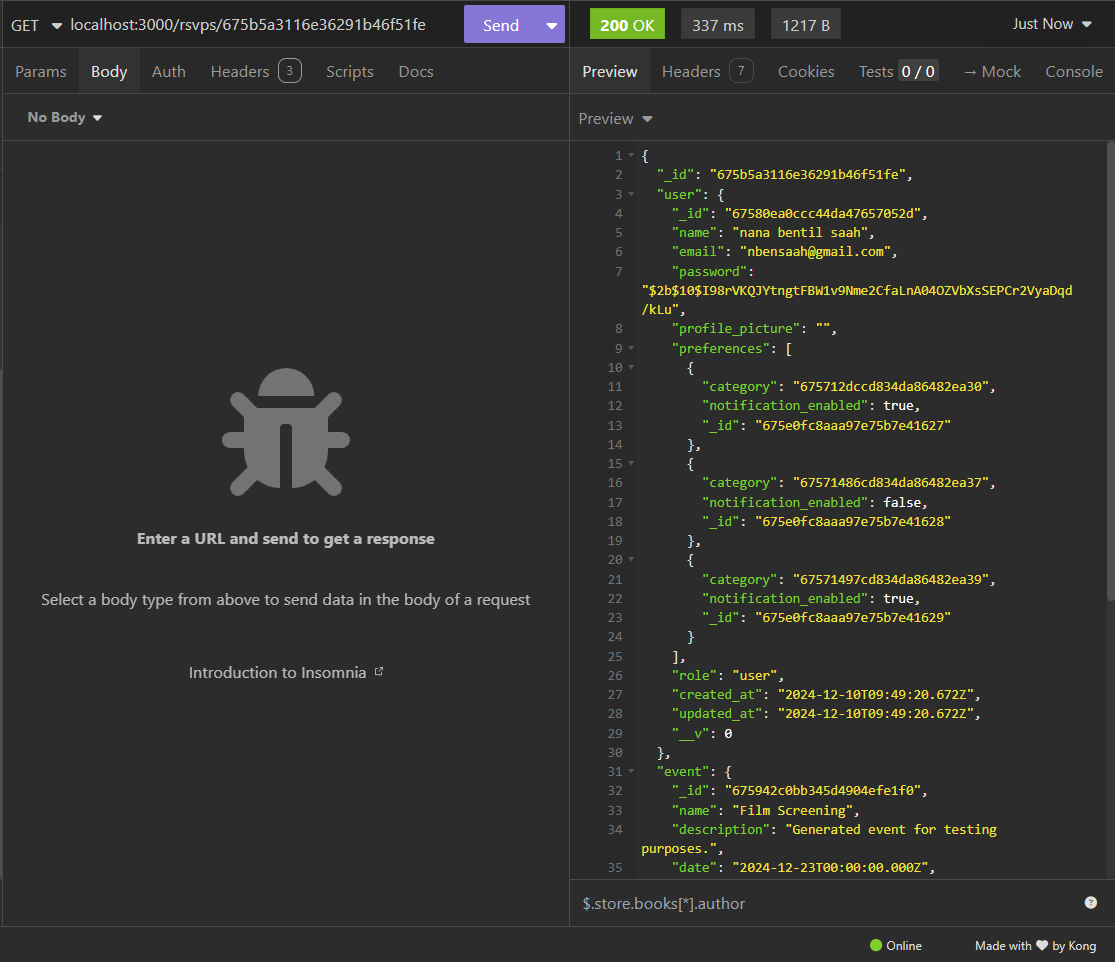 GET localhost:3000/rsvps/675b5a3116e36291b46f51fe Send 200 OK 337 ms 1217 B Just Now
Params Body Auth Headers 3 Scripts Docs Preview Headers 7 Cookies Tests 0 / 0 → Mock Console
No Body
Enter a URL and send to get a response
Select a body type from above to send data in the body of a request
Introduction to Insomnia
Preview
1 {
2 "_id": "675b5a3116e36291b46f51fe",
3 "user": {
4 "_id": "67580ea0ccc44da47657052d",
5 "name": "nana bentil saah",
6 "email": "nbensaah@gmail.com",
7 "password":
"$2b$10$I98rVKQJYtngtFBW1v9Nme2CfaLnA04OZVbXsSEPCr2VyaDqd
/kLu",
8 "profile_picture": "",
9 "preferences": [
10 {
11 "category": "675712dccd834da86482ea30",
12 "notification_enabled": true,
13 "_id": "675e0fc8aaa97e75b7e41627"
14 },
15 {
16 "category": "67571486cd834da86482ea37",
17 "notification_enabled": false,
18 "_id": "675e0fc8aaa97e75b7e41628"
19 },
20 {
21 "category": "67571497cd834da86482ea39",
22 "notification_enabled": true,
23 "_id": "675e0fc8aaa97e75b7e41629"
24 }
25 ],
26 "role": "user",
27 "created_at": "2024-12-10T09:49:20.672Z",
28 "updated_at": "2024-12-10T09:49:20.672Z",
29 "__v": 0
30 },
31 "event": {
32 "_id": "675942c0bb345d4904efe1f0",
33 "name": "Film Screening",
34 "description": "Generated event for testing
purposes.",
35 "date": "2024-12-23T00:00:00.000Z",
$.store.books[*].author ?
Online Made with ♥ by Kong